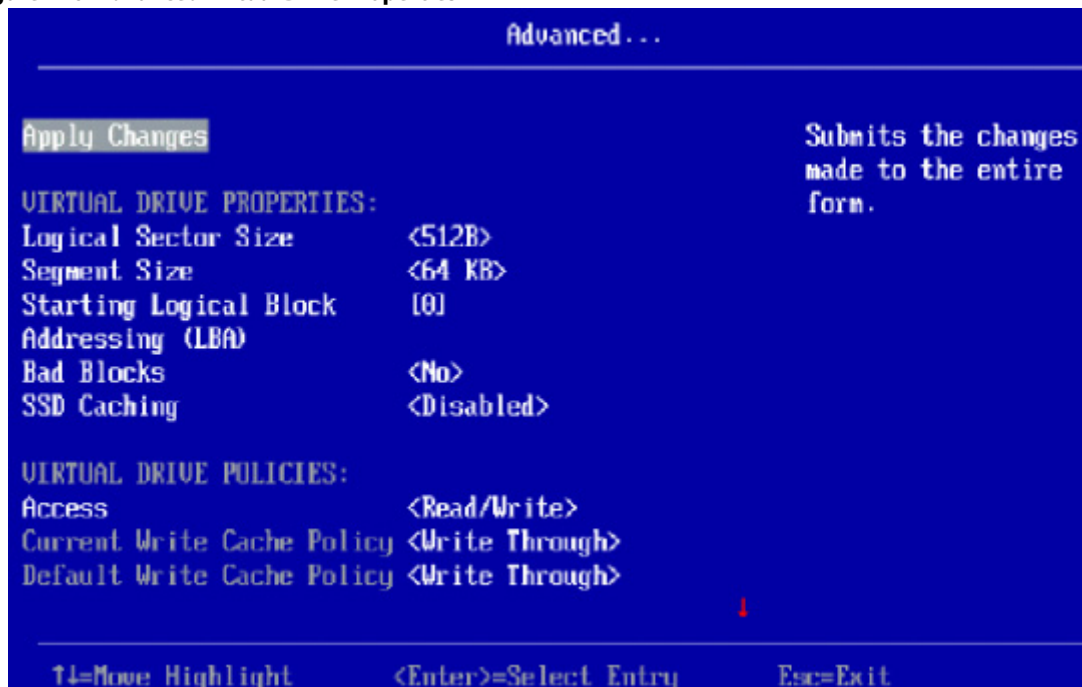 Advanced...
Apply Changes
Submits the changes
made to the entire
form.
VIRTUAL DRIVE PROPERTIES:
Logical Sector Size <512B>
Segment Size <64 KB>
Starting Logical Block [0]
Addressing (LBA)
Bad Blocks <No>
SSD Caching <Disabled>
VIRTUAL DRIVE POLICIES:
Access <Read/Write>
Current Write Cache Policy <Write Through>
Default Write Cache Policy <Write Through>
↓
↑↓=Move Highlight <Enter>=Select Entry Esc=Exit